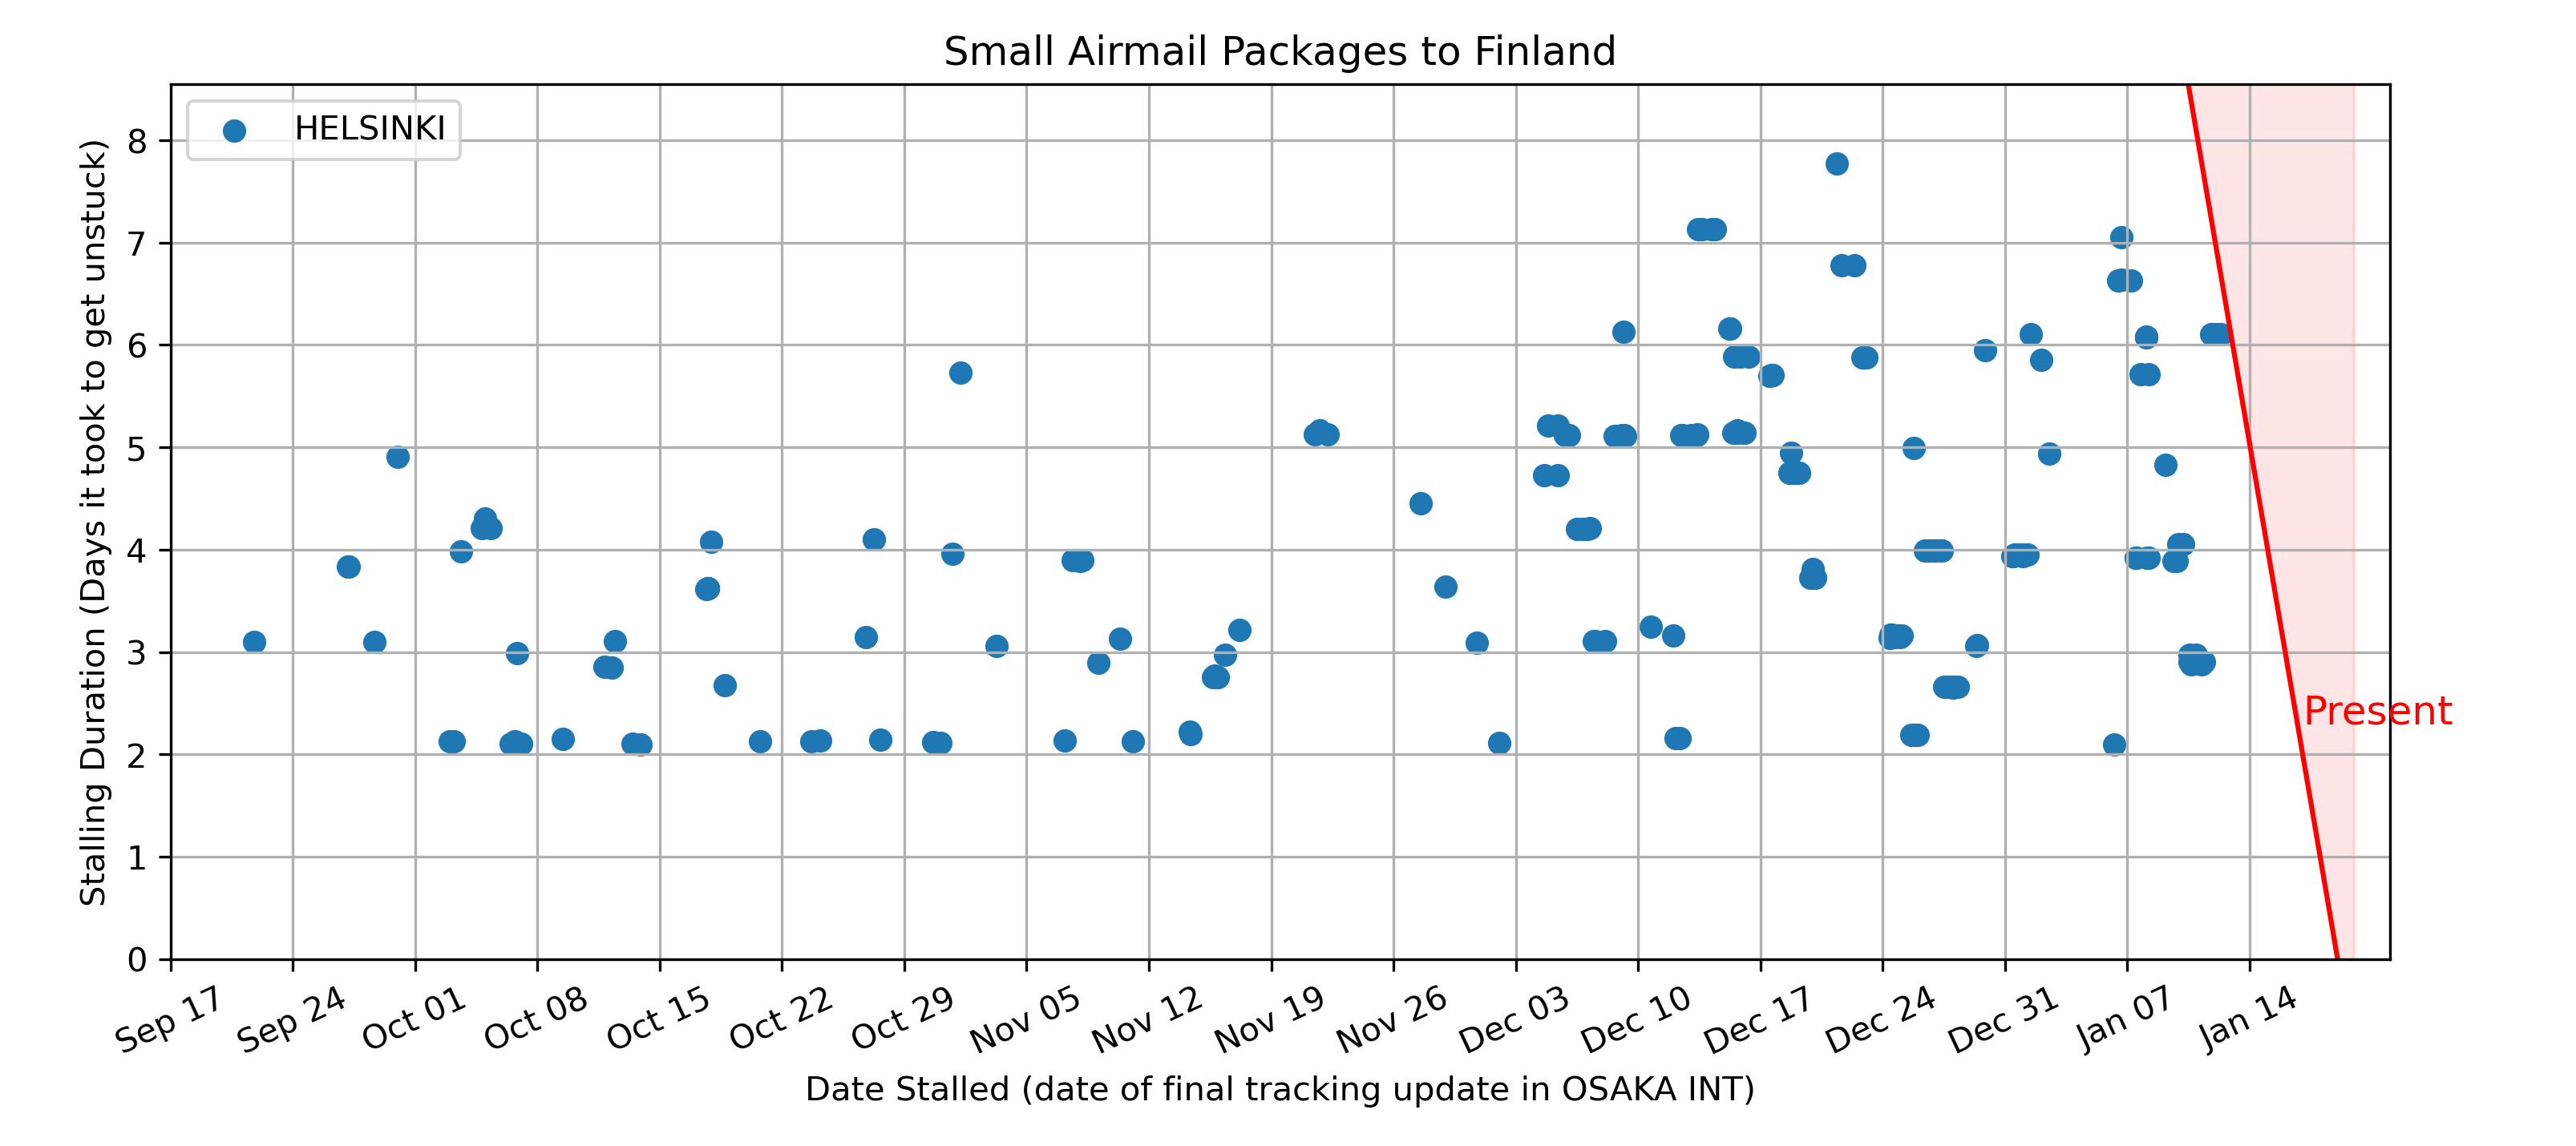 Small Airmail Packages to Finland
HELSINKI
Stalling Duration (Days it took to get unstuck)
8
7
6
5
4
3
2
1
0
Present
Sep 17
Sep 24
Oct 01
Oct 08
Oct 15
Oct 22
Oct 29
Nov 05
Nov 12
Nov 19
Nov 26
Dec 03
Dec 10
Dec 17
Dec 24
Dec 31
Jan 07
Jan 14
Date Stalled (date of final tracking update in OSAKA INT)